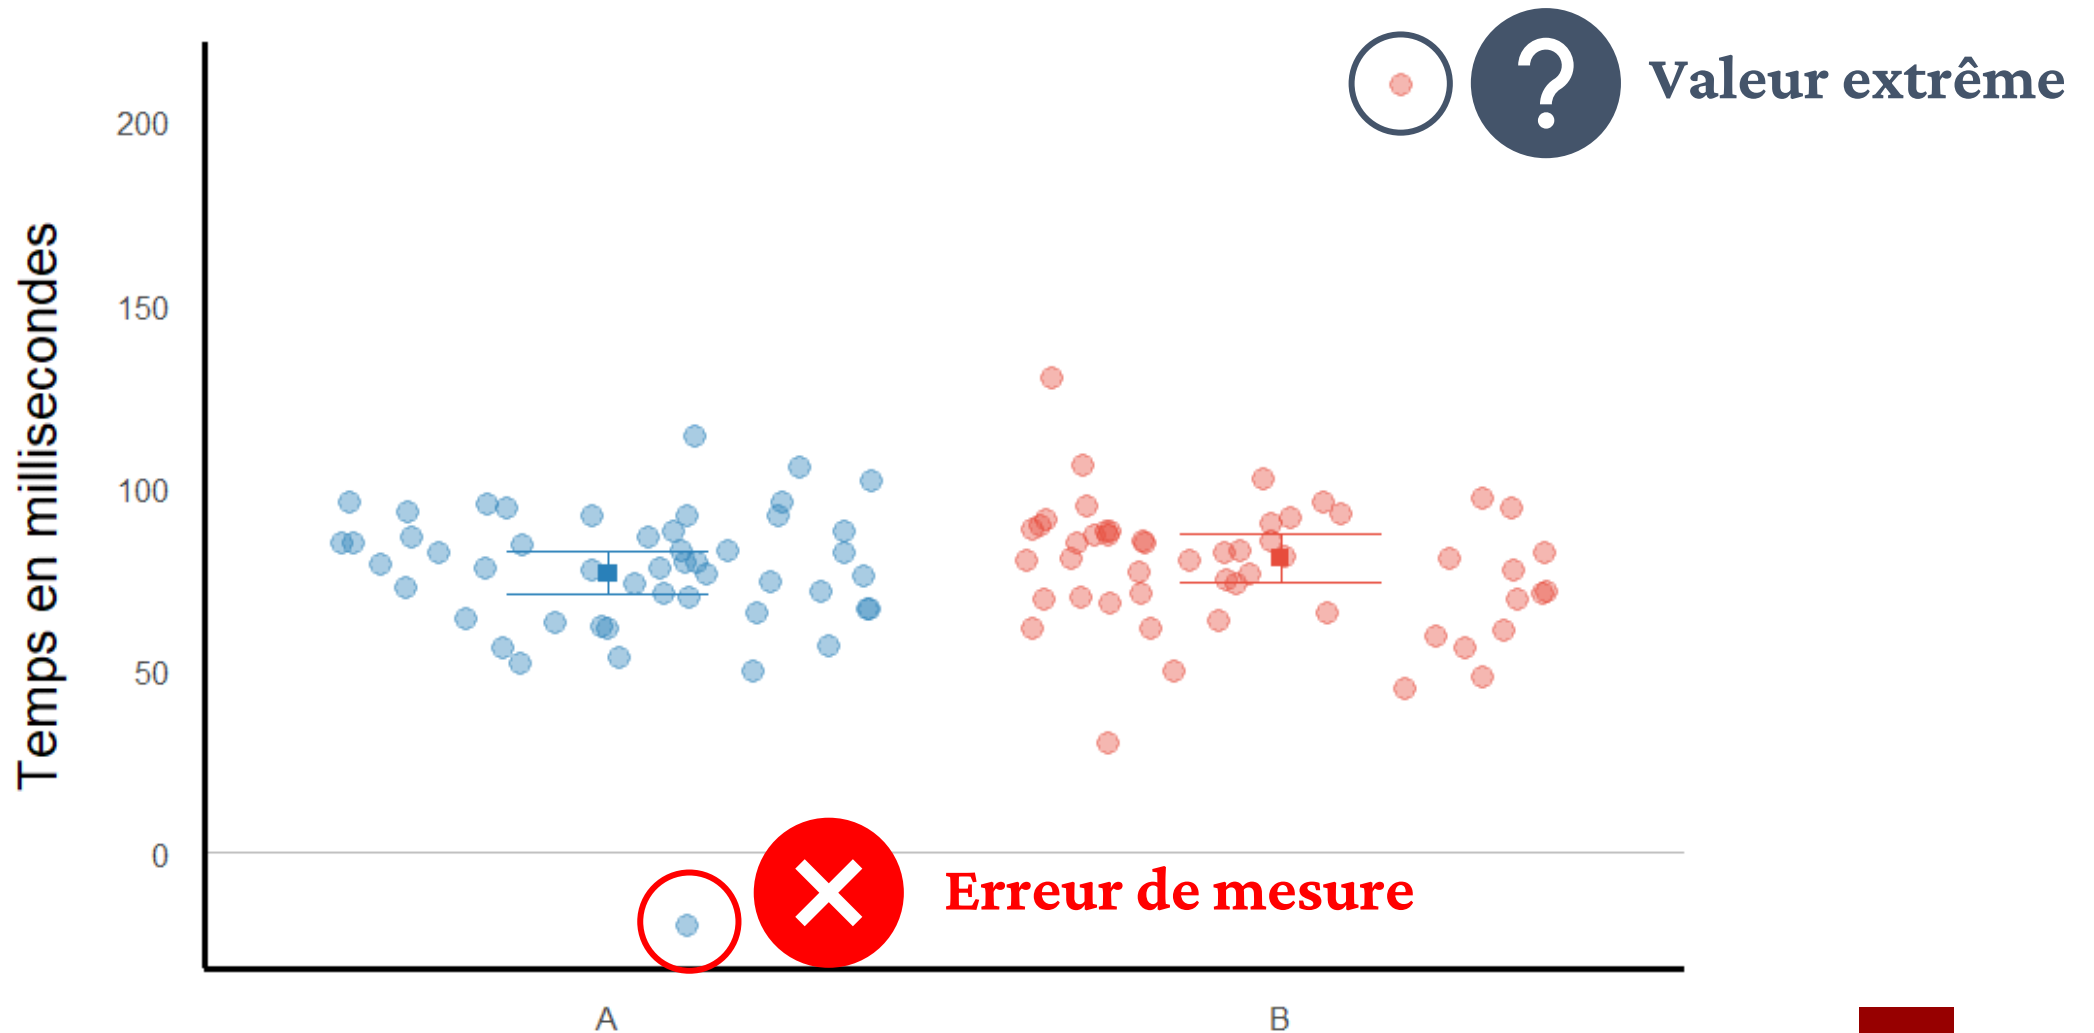 Valeur extrême
?
200
150
100
50
0
Temps en millisecondes
Erreur de mesure
A
B